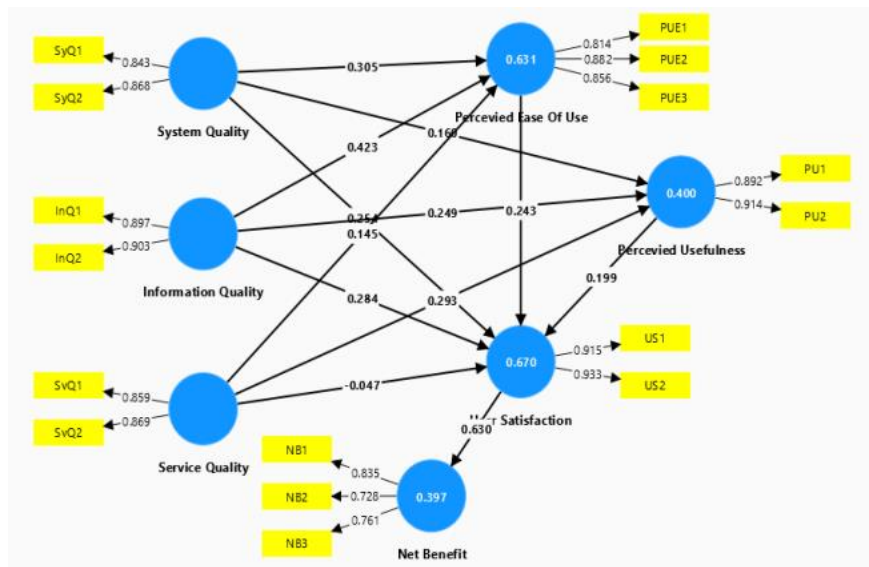 SyQ1
0.843
0.868
SyQ2
System Quality
InQ1
0.897
0.903
InQ2
Information Quality
SvQ1
0.859
0.869
SvQ2
Service Quality
0.305
0.160
0.423
0.254
0.249
0.145
0.284
0.293
-0.047
0.631
Percevied Ease Of Use
0.814
PUE1
0.882
PUE2
0.856
PUE3
0.243
0.400
Percevied Usefulness
0.892
PU1
0.914
PU2
0.199
0.670
Satisfaction
0.915
US1
0.933
US2
0.630
NB1
0.835
NB2
0.728
NB3
0.761
0.397
Net Benefit